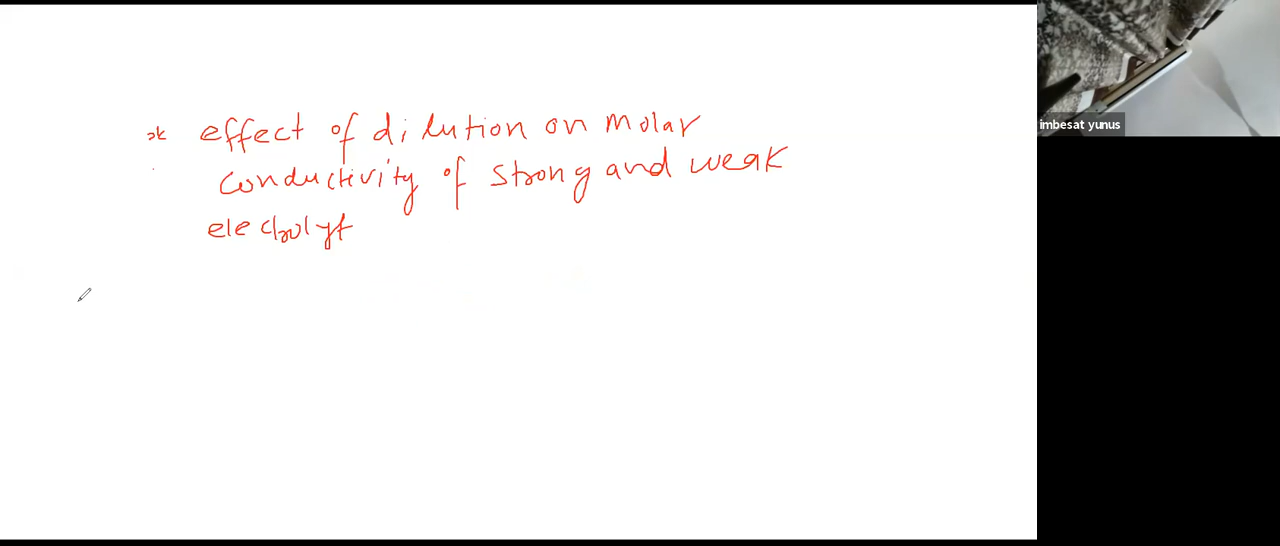 * effect of dilution on molar
conductivity of strong and weak
electrolyt
imbesat yunus